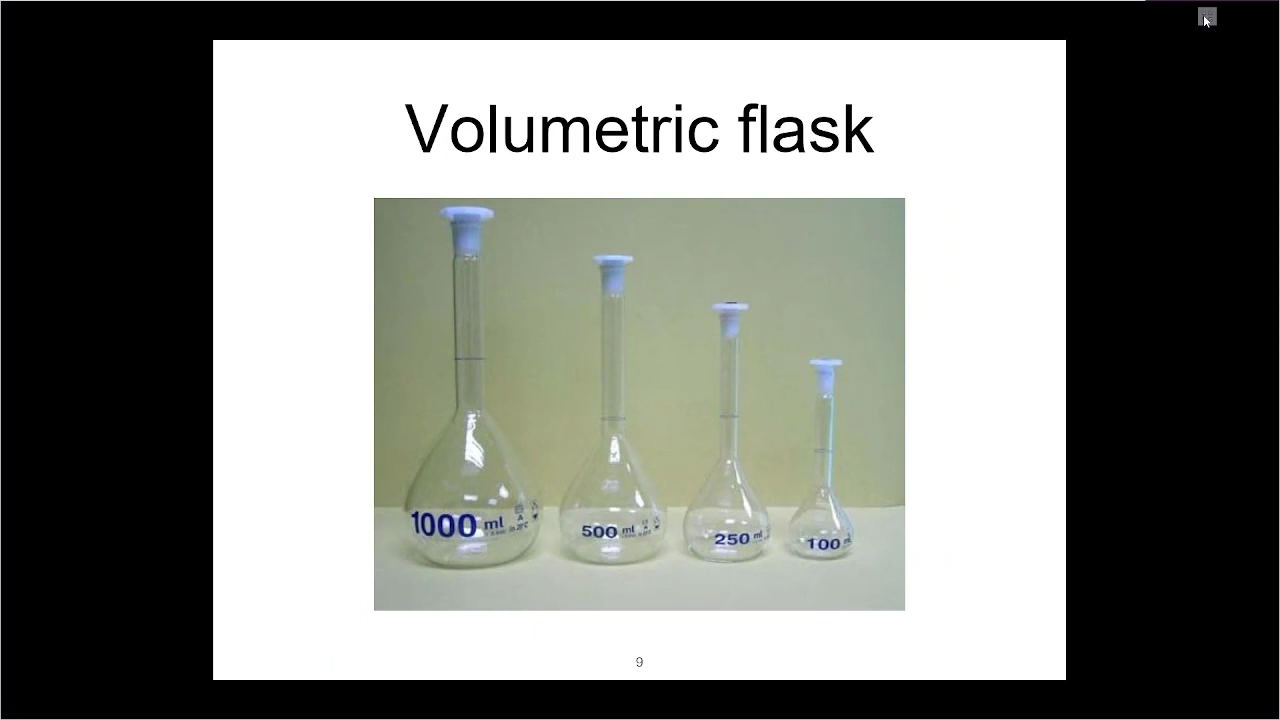 Volumetric flask
1000 ml
A
500 ml
250 ml
100 ml
9